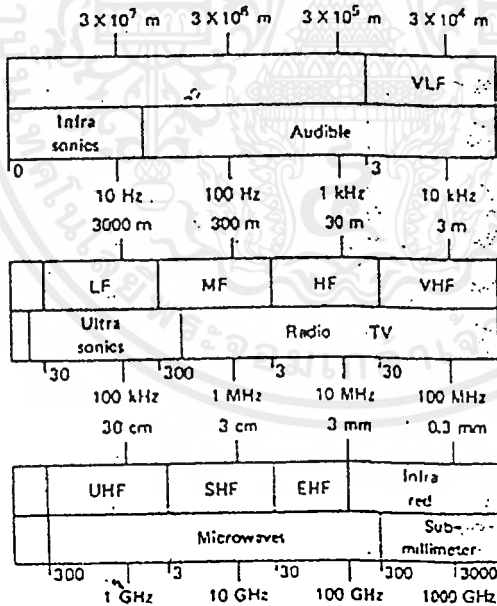 3 × 10⁷ m 3 × 10⁶ m 3 × 10⁵ m 3 × 10⁴ m
VLF
Infra sonics Audible
0 3
10 Hz 100 Hz 1 kHz 10 kHz
3000 m 300 m 30 m 3 m
LF MF HF VHF
Ultra sonics Radio TV
30 300 3 30
100 kHz 1 MHz 10 MHz 100 MHz
30 cm 3 cm 3 mm 0.3 mm
UHF SHF EHF Infra red
Microwaves Sub-millimeter
300 3 30 300 3000
1 GHz 10 GHz 100 GHz 1000 GHz